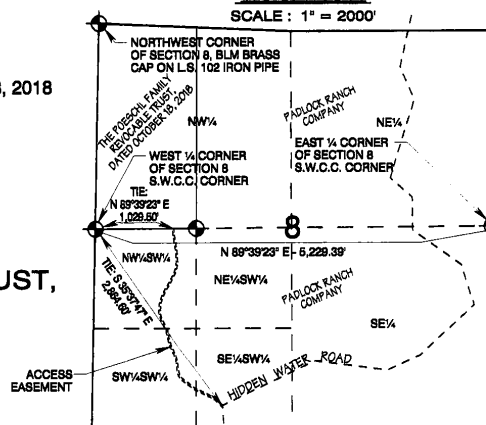 SCALE : 1" = 2000'
NORTHWEST CORNER
OF SECTION 8, BLM BRASS
CAP ON L.S. 102 IRON PIPE
, 2018
THE POESCHL FAMILY
REVOCABLE TRUST,
DATED OCTOBER 18, 2018
NW¼
PADLOCK RANCH
COMPANY
NE¼
WEST ¼ CORNER
OF SECTION 8
S.W.C.C. CORNER
EAST ¼ CORNER
OF SECTION 8
S.W.C.C. CORNER
TIE:
N 89°39'23" E
1,029.50'
8
N 89°39'23" E - 5,229.39'
NW¼SW¼
NE¼SW¼
PADLOCK RANCH
COMPANY
UST,
TIE: S 35°37'47" E
2,864.60'
SE¼
ACCESS
EASEMENT
SW¼SW¼
SE¼SW¼
HIDDEN WATER ROAD